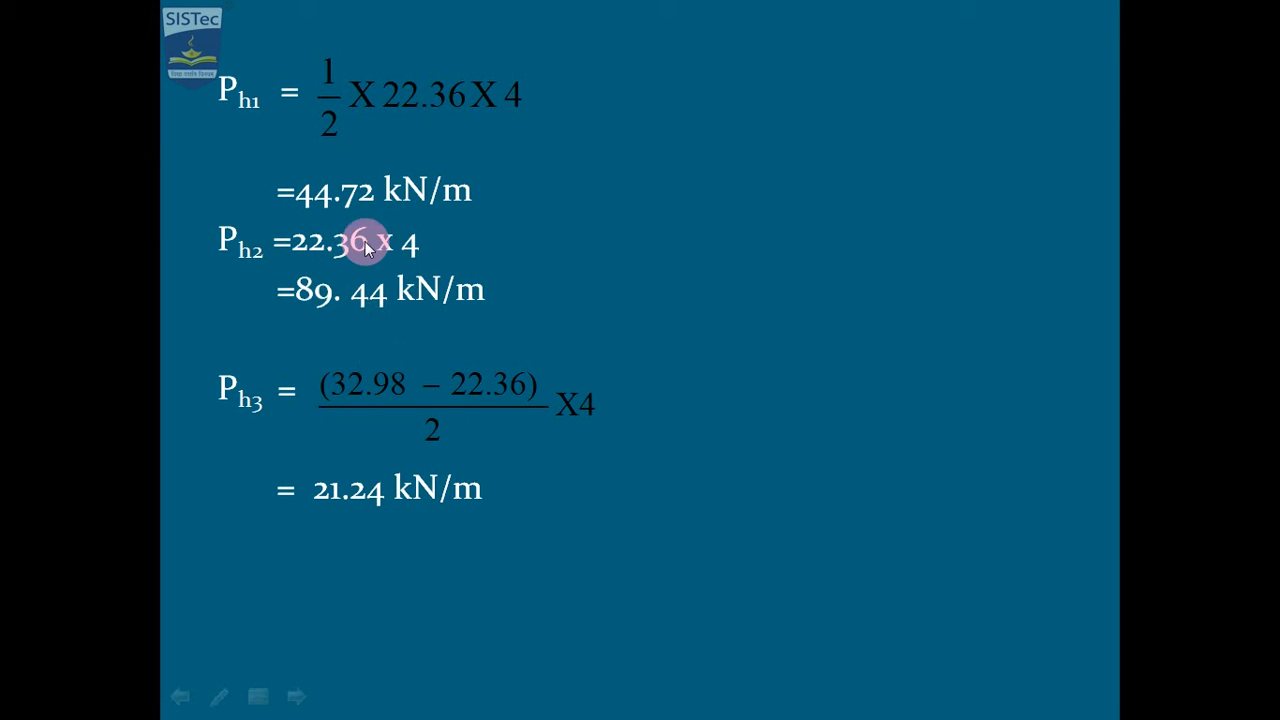 SISTec
Ph1 = 1/2 X 22.36 X 4
=44.72 kN/m
Ph2 =22.36 x 4
=89. 44 kN/m
Ph3 = (32.98 – 22.36)/2 X4
= 21.24 kN/m